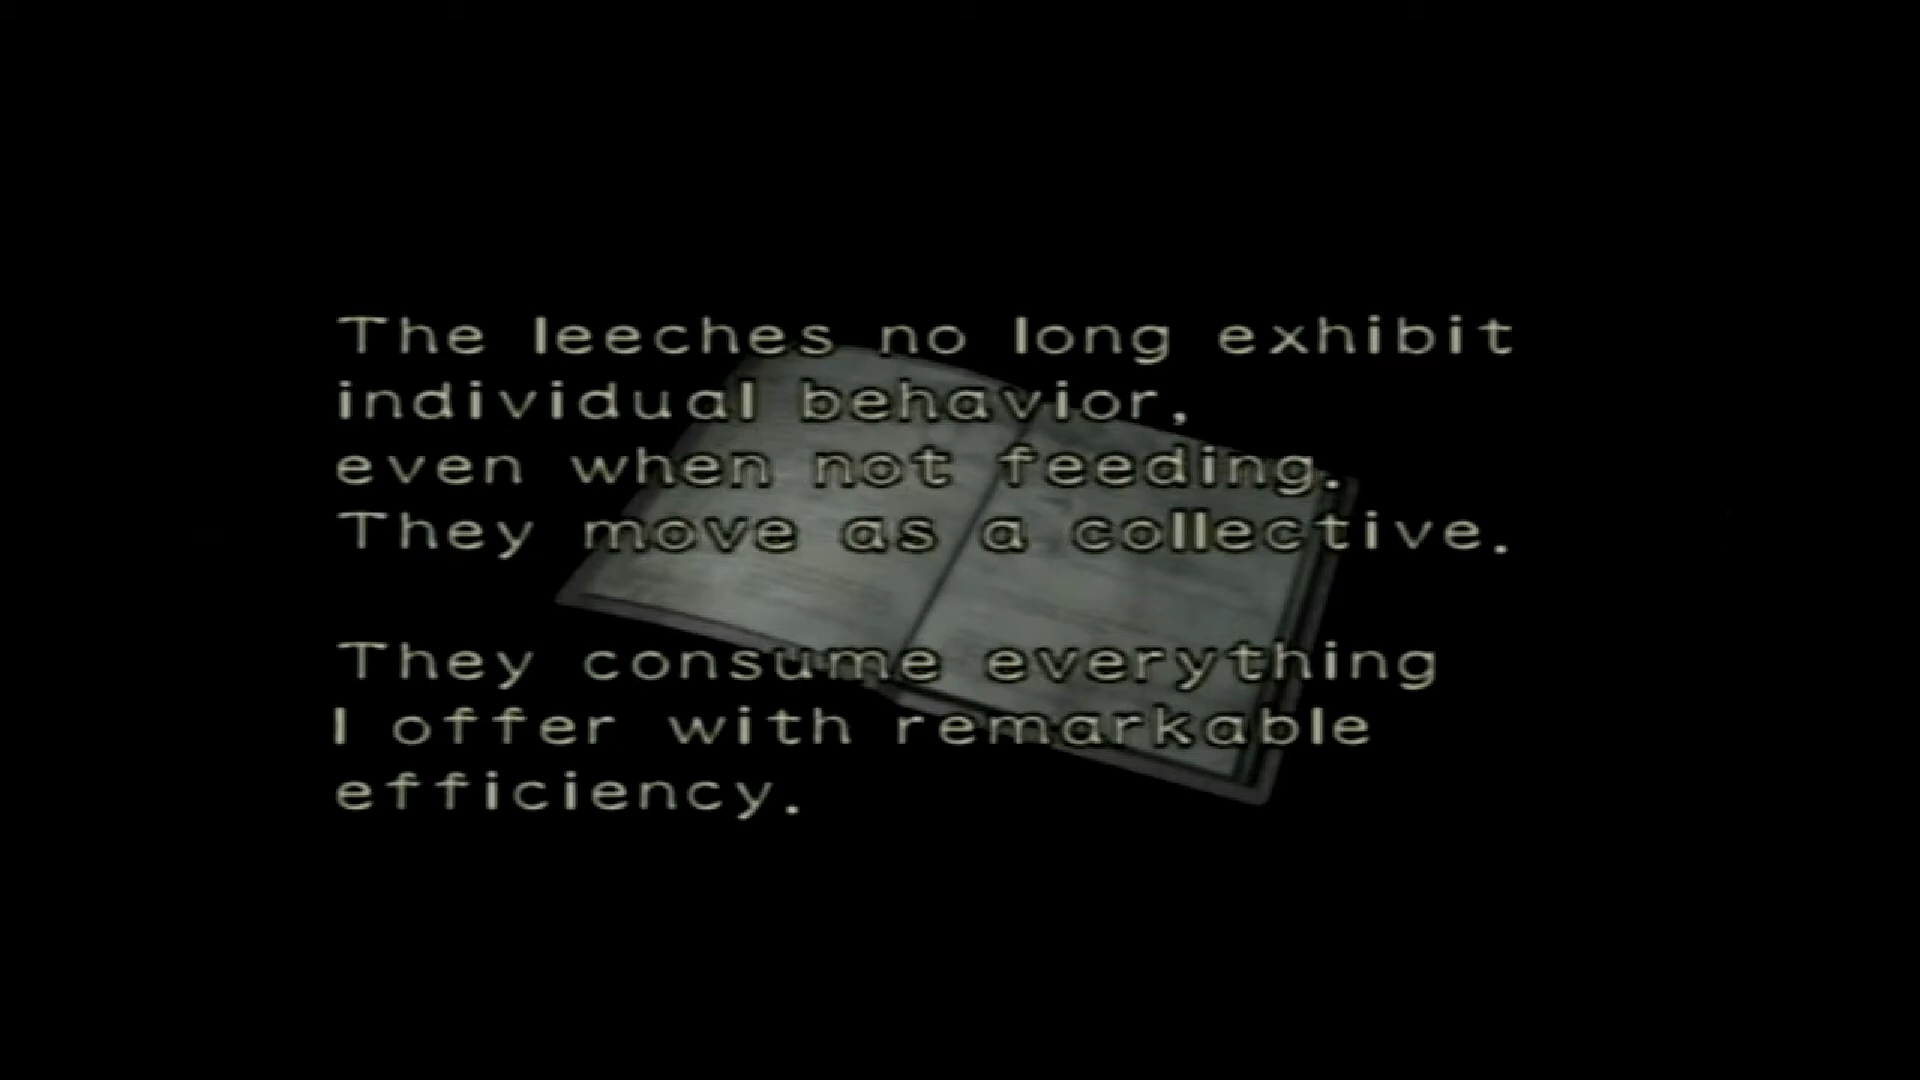 The leeches no long exhibit
individual behavior,
even when not feeding.
They move as a collective.
They consume everything
I offer with remarkable
efficiency.